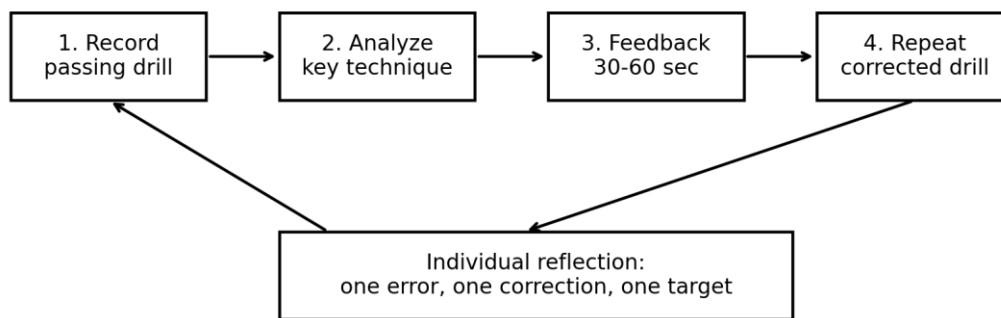 1. Record
passing drill
2. Analyze
key technique
3. Feedback
30-60 sec
4. Repeat
corrected drill
Individual reflection:
one error, one correction, one target